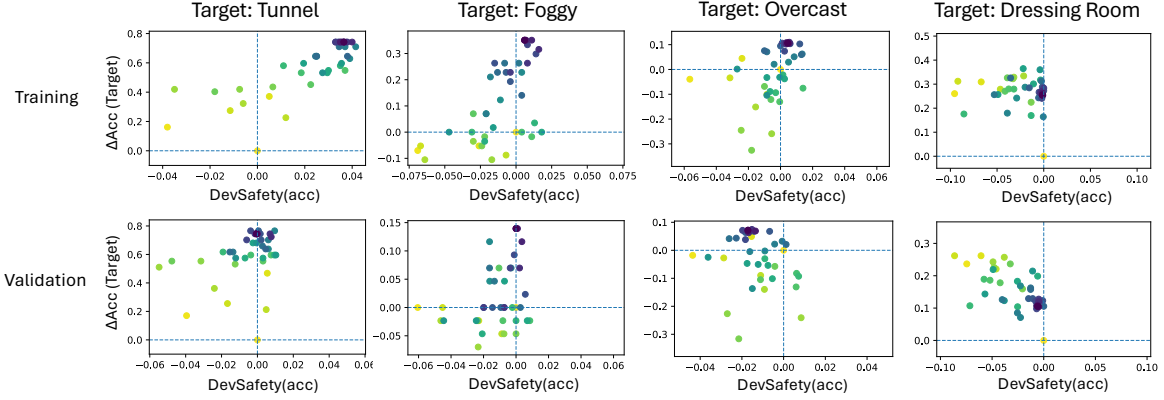 Target: Tunnel
Target: Foggy
Target: Overcast
Target: Dressing Room
Training
ΔAcc (Target)
0.8
0.6
0.4
0.2
0.0
−0.04 −0.02 0.00 0.02 0.04
DevSafety(acc)
0.3
0.2
0.1
0.0
−0.1
−0.075 −0.050 −0.025 0.000 0.025 0.050 0.075
DevSafety(acc)
0.1
0.0
−0.1
−0.2
−0.3
−0.06 −0.04 −0.02 0.00 0.02 0.04 0.06
DevSafety(acc)
0.5
0.4
0.3
0.2
0.1
0.0
−0.10 −0.05 0.00 0.05 0.10
DevSafety(acc)
Validation
ΔAcc (Target)
0.8
0.6
0.4
0.2
0.0
−0.06 −0.04 −0.02 0.00 0.02 0.04
DevSafety(acc)
0.15
0.10
0.05
0.00
−0.05
−0.06 −0.04 −0.02 0.00 0.02 0.04 0.06
DevSafety(acc)
0.1
0.0
−0.1
−0.2
−0.3
−0.04 −0.02 0.00 0.02 0.04
DevSafety(acc)
0.3
0.2
0.1
0.0
−0.10 −0.05 0.00 0.05 0.10
DevSafety(acc)